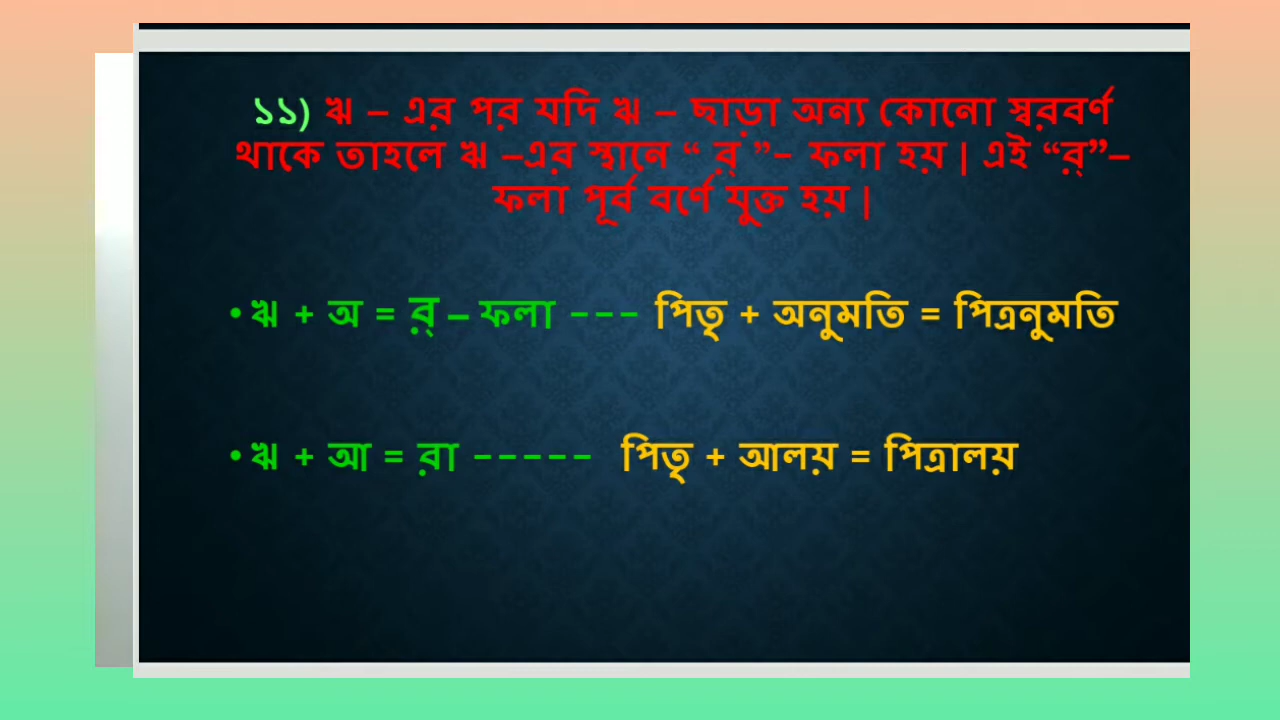 ১১) ঋ – এর পর যদি ঋ – ছাড়া অন্য কোনো স্বরবর্ণ
থাকে তাহলে ঋ –এর স্থানে “ র্ ”- ফলা হয় | এই “র্”–
ফলা পূর্ব বর্ণে যুক্ত হয় |
• ঋ + অ = র্ – ফলা --- পিতৃ + অনুমতি = পিত্রনুমতি
• ঋ + আ = রা ----- পিতৃ + আলয় = পিত্রালয়